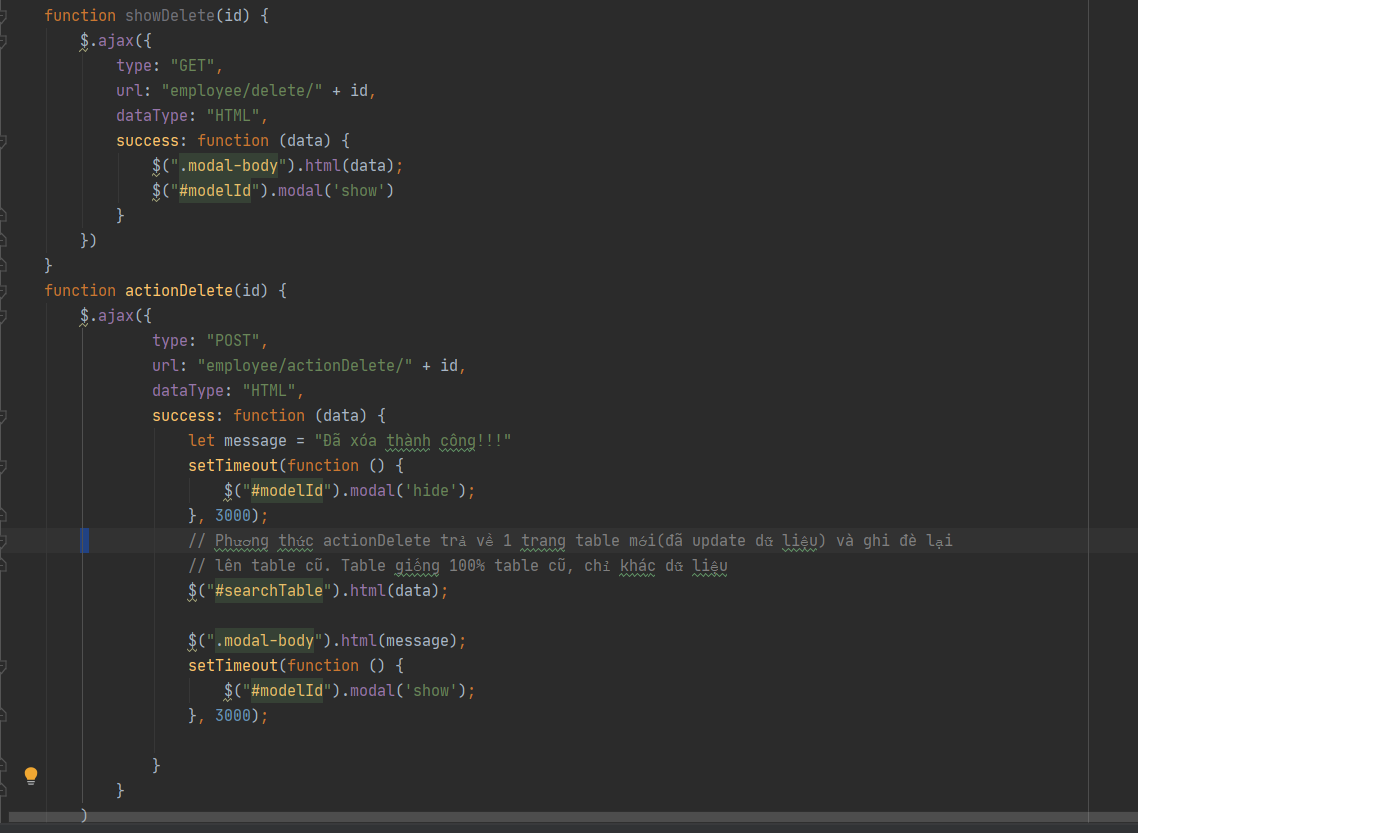 function showDelete(id) {
    $.ajax({
        type: "GET",
        url: "employee/delete/" + id,
        dataType: "HTML",
        success: function (data) {
            $(".modal-body").html(data);
            $("#modelId").modal('show')
        }
    })
}
function actionDelete(id) {
    $.ajax({
            type: "POST",
            url: "employee/actionDelete/" + id,
            dataType: "HTML",
            success: function (data) {
                let message = "Đã xóa thành công!!!"
                setTimeout(function () {
                    $("#modelId").modal('hide');
                }, 3000);
                // Phương thức actionDelete trả về 1 trang table mới(đã update dữ liệu) và ghi đè lại
                // lên table cũ. Table giống 100% table cũ, chỉ khác dữ liệu
                $("#searchTable").html(data);

                $(".modal-body").html(message);
                setTimeout(function () {
                    $("#modelId").modal('show');
                }, 3000);

            }
        }
    )